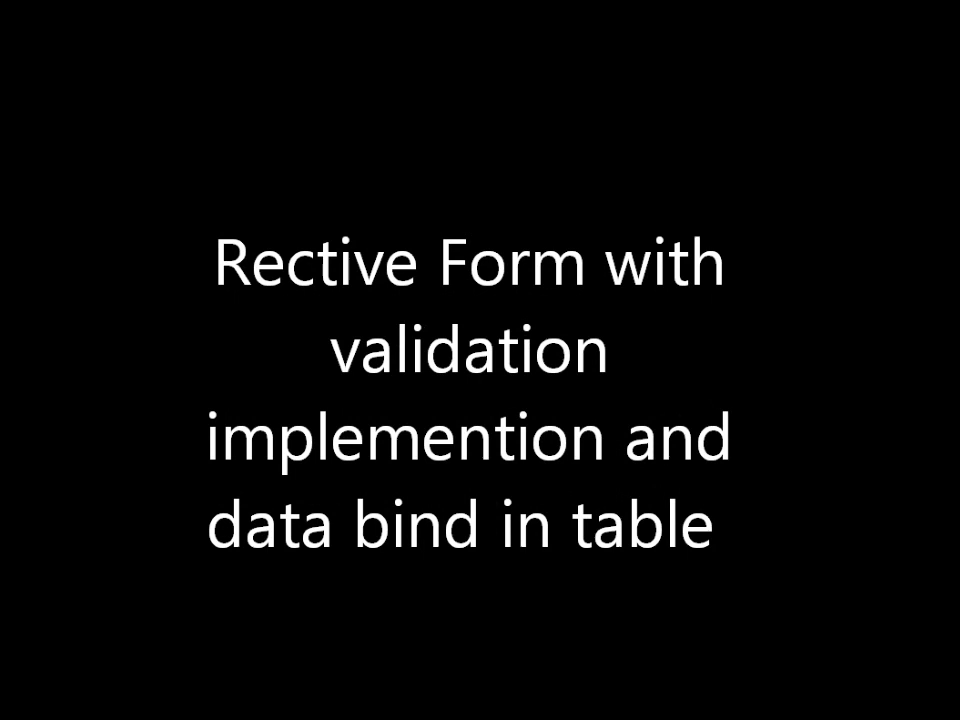 Rective Form with
validation
implemention and
data bind in table